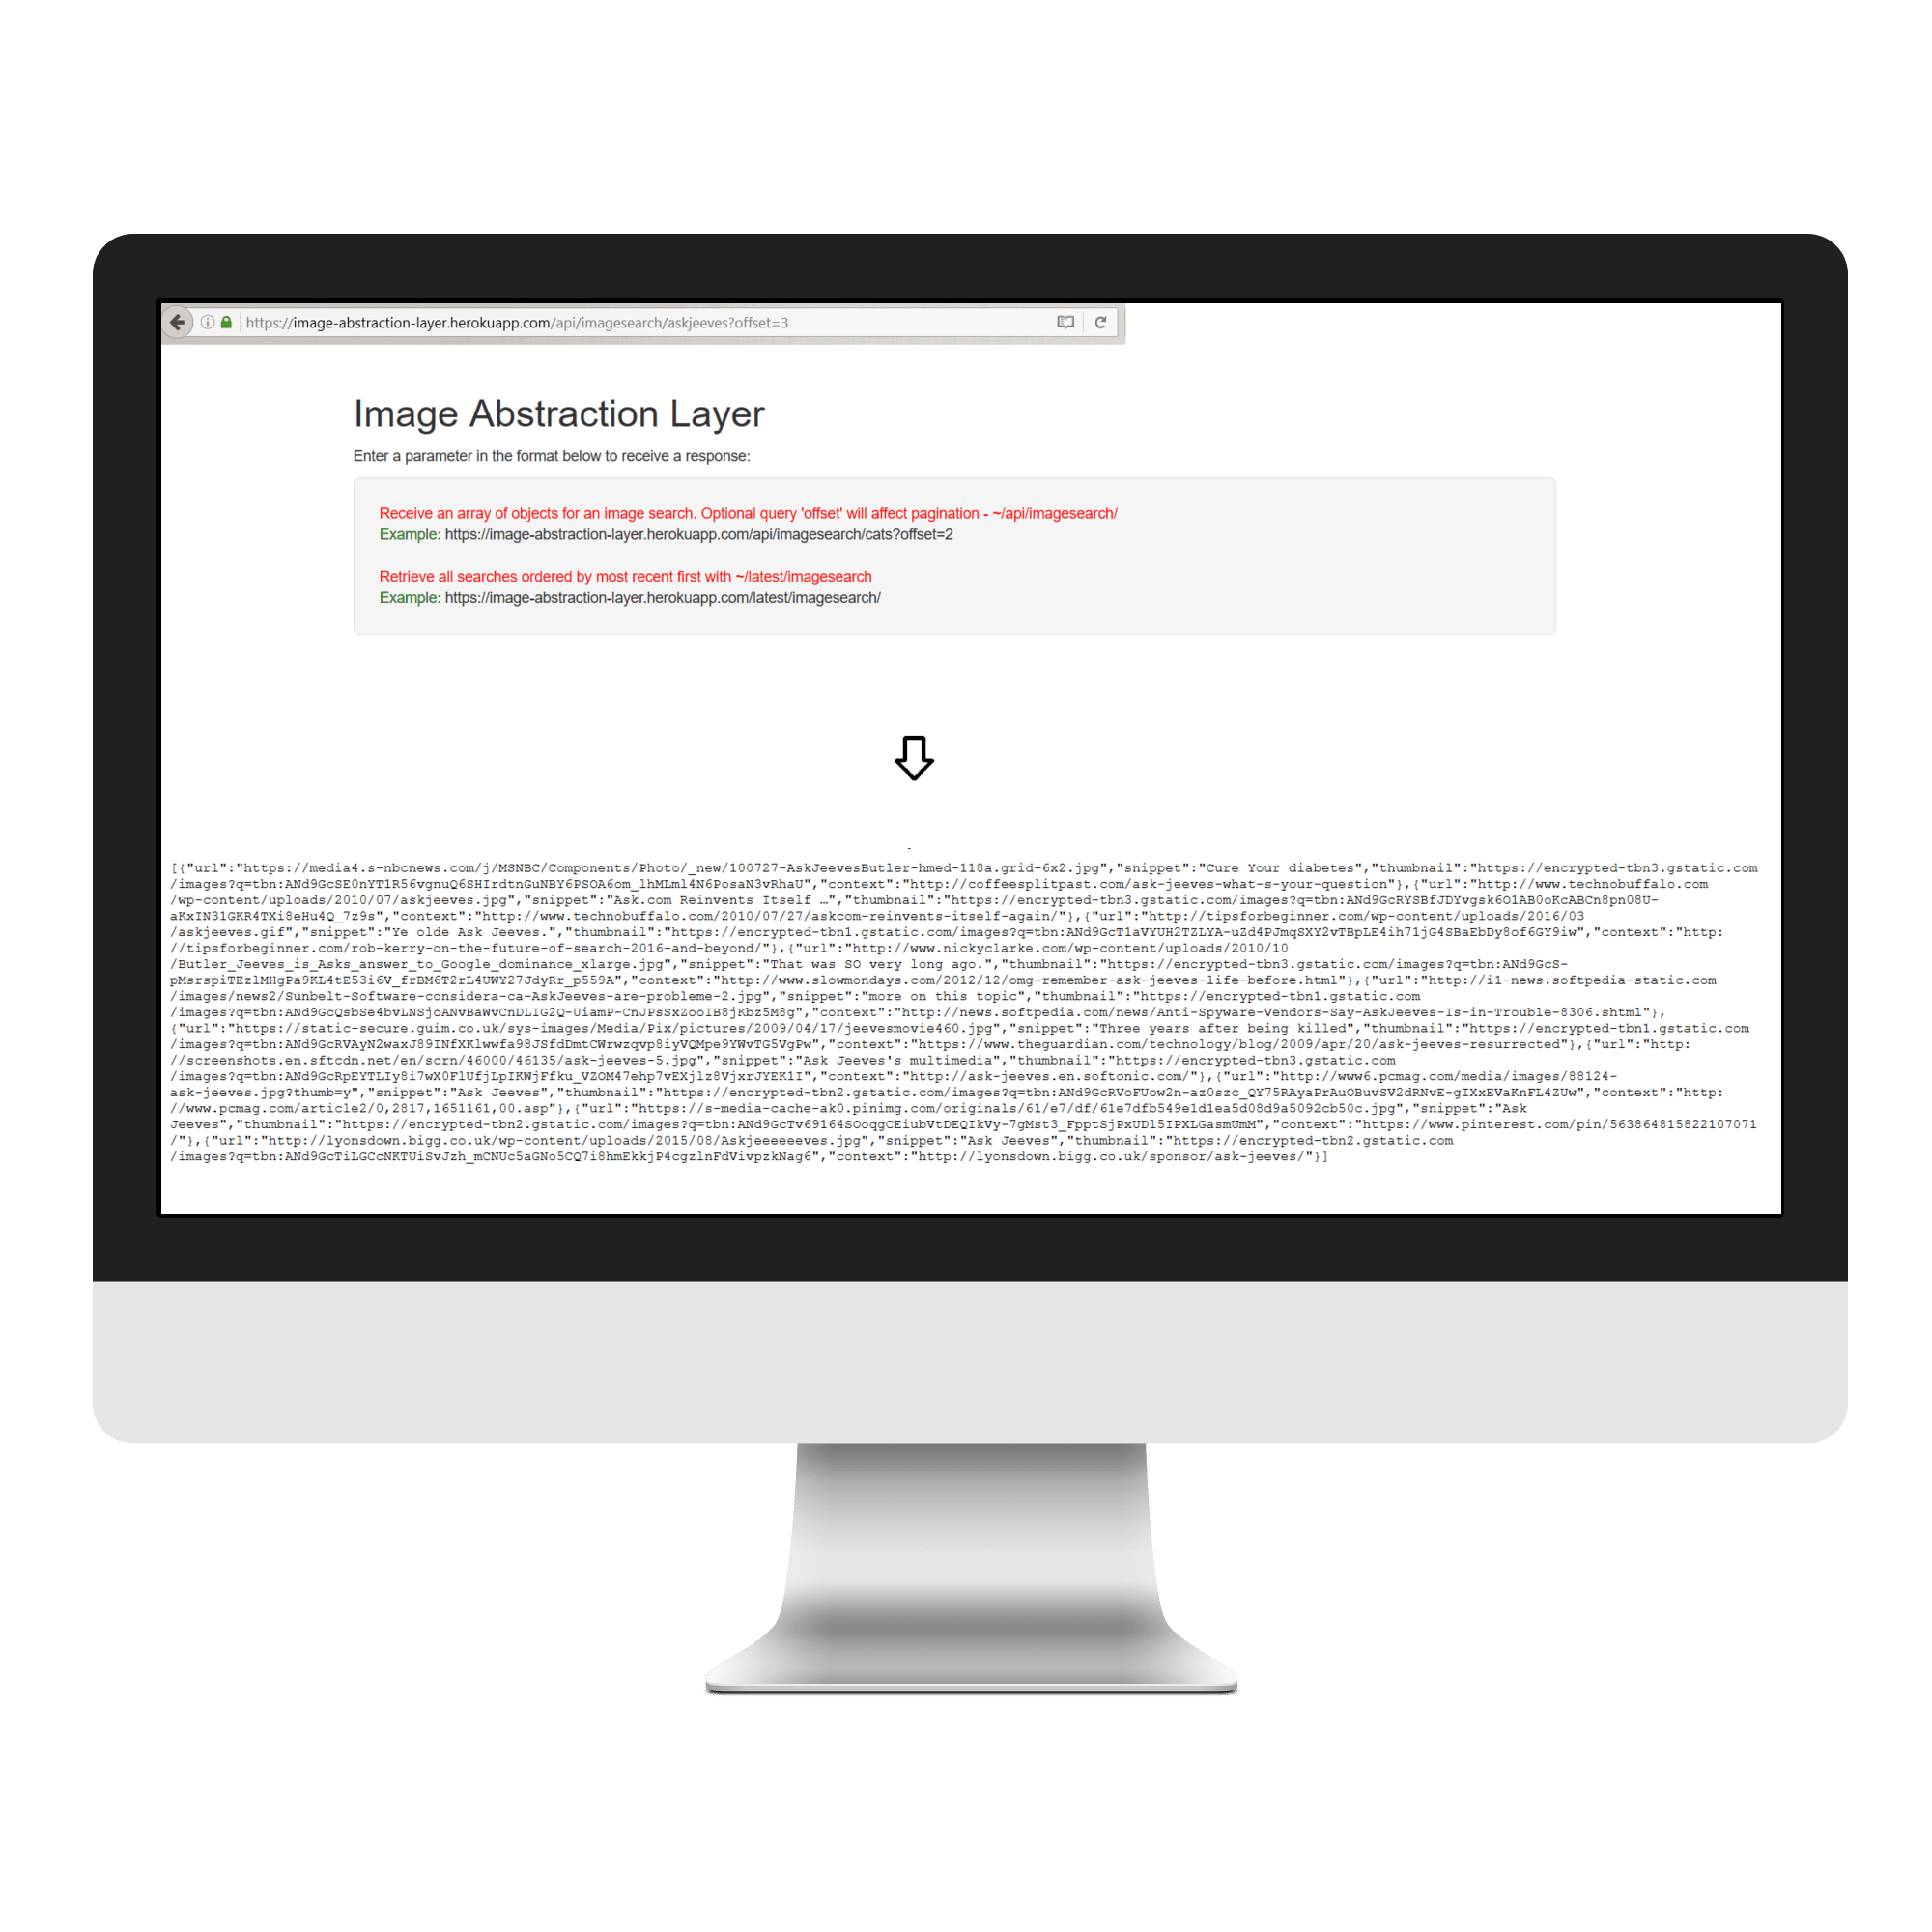 https://image-abstraction-layer.herokuapp.com/api/imagesearch/askjeeves?offset=3
Image Abstraction Layer
Enter a parameter in the format below to receive a response:
Receive an array of objects for an image search. Optional query 'offset' will affect pagination - ~/api/imagesearch/
Example: https://image-abstraction-layer.herokuapp.com/api/imagesearch/cats?offset=2
Retrieve all searches ordered by most recent first with ~/latest/imagesearch
Example: https://image-abstraction-layer.herokuapp.com/latest/imagesearch/
[{"url":"https://media4.s-nbcnews.com/j/MSNBC/Components/Photo/_new/100727-AskJeevesButler-hmed-118a.grid-6x2.jpg","snippet":"Cure Your diabetes","thumbnail":"https://encrypted-tbn3.gstatic.com
/images?q=tbn:ANd9GcSE0nYT1R56vgnuQ6SHIrdtnGuNBY6PSOA6om_lhMLml4N6PosaN3vRhaU","context":"http://coffeesplitpast.com/ask-jeeves-what-s-your-question"},{"url":"http://www.technobuffalo.com
/wp-content/uploads/2010/07/askjeeves.jpg","snippet":"Ask.com Reinvents Itself …","thumbnail":"https://encrypted-tbn3.gstatic.com/images?q=tbn:ANd9GcRYSBfJDYvgsk6O1AB0oKcABCn8pn08U-
aKxIN31GKR4TXi8eHu4Q_7z9s","context":"http://www.technobuffalo.com/2010/07/27/askcom-reinvents-itself-again/"},{"url":"http://tipsforbeginner.com/wp-content/uploads/2016/03
/askjeeves.gif","snippet":"Ye olde Ask Jeeves.","thumbnail":"https://encrypted-tbn1.gstatic.com/images?q=tbn:ANd9GcT1aVYUH2TZLYA-uZd4PJmqSXY2vTBpLE4ih71jG4SBaEbDy8of6GY9iw","context":"http:
//tipsforbeginner.com/rob-kerry-on-the-future-of-search-2016-and-beyond/"},{"url":"http://www.nickyclarke.com/wp-content/uploads/2010/10
/Butler_Jeeves_is_Asks_answer_to_Google_dominance_xlarge.jpg","snippet":"That was SO very long ago.","thumbnail":"https://encrypted-tbn3.gstatic.com/images?q=tbn:ANd9GcS-
pMsrspiTEzlMHgPa9KL4tE53i6V_frBM6T2rL4UWY27JdyRr_p559A","context":"http://www.slowmondays.com/2012/12/omg-remember-ask-jeeves-life-before.html"},{"url":"http://i1-news.softpedia-static.com
/images/news2/Sunbelt-Software-considera-ca-AskJeeves-are-probleme-2.jpg","snippet":"more on this topic","thumbnail":"https://encrypted-tbn1.gstatic.com
/images?q=tbn:ANd9GcQsbSe4bvLNSjoANvBaWvCnDLIG2Q-UiamP-CnJPsSxZooIB8jKbz5M8g","context":"http://news.softpedia.com/news/Anti-Spyware-Vendors-Say-AskJeeves-Is-in-Trouble-8306.shtml"},
{"url":"https://static-secure.guim.co.uk/sys-images/Media/Pix/pictures/2009/04/17/jeevesmovie460.jpg","snippet":"Three years after being killed","thumbnail":"https://encrypted-tbn1.gstatic.com
/images?q=tbn:ANd9GcRVAyN2waxJ89INfXKlwwfa98JSfdDmtCWrwzqvp8iyVQMpe9YWvTG5VgPw","context":"https://www.theguardian.com/technology/blog/2009/apr/20/ask-jeeves-resurrected"},{"url":"http:
//screenshots.en.sftcdn.net/en/scrn/46000/46135/ask-jeeves-5.jpg","snippet":"Ask Jeeves's multimedia","thumbnail":"https://encrypted-tbn3.gstatic.com
/images?q=tbn:ANd9GcRpEYTLIy8i7wX0FlUfjLpIKWjFfku_VZOM47ehp7vEXjlz8VjxrJYEK1I","context":"http://ask-jeeves.en.softonic.com/"},{"url":"http://www6.pcmag.com/media/images/88124-
ask-jeeves.jpg?thumb=y","snippet":"Ask Jeeves","thumbnail":"https://encrypted-tbn2.gstatic.com/images?q=tbn:ANd9GcRVoFUow2n-az0szc_QY75RAyaPrAuOBuvSV2dRNvE-gIXxEVaKnFL4ZUw","context":"http:
//www.pcmag.com/article2/0,2817,1651161,00.asp"},{"url":"https://s-media-cache-ak0.pinimg.com/originals/61/e7/df/61e7dfb549e1d1ea5d08d9a5092cb50c.jpg","snippet":"Ask
Jeeves","thumbnail":"https://encrypted-tbn2.gstatic.com/images?q=tbn:ANd9GcTv69164SOoqgCEiubVtDEQIkVy-7gMst3_FpptSjPxUDl5IPXLGasmUmM","context":"https://www.pinterest.com/pin/563864815822107071
/"},{"url":"http://lyonsdown.bigg.co.uk/wp-content/uploads/2015/08/Askjeeeeeeves.jpg","snippet":"Ask Jeeves","thumbnail":"https://encrypted-tbn2.gstatic.com
/images?q=tbn:ANd9GcTiLGCcNKTUiSvJzh_mCNUc5aGNo5CQ7i8hmEkkjP4cgzlnFdVivpzkNag6","context":"http://lyonsdown.bigg.co.uk/sponsor/ask-jeeves/"}]